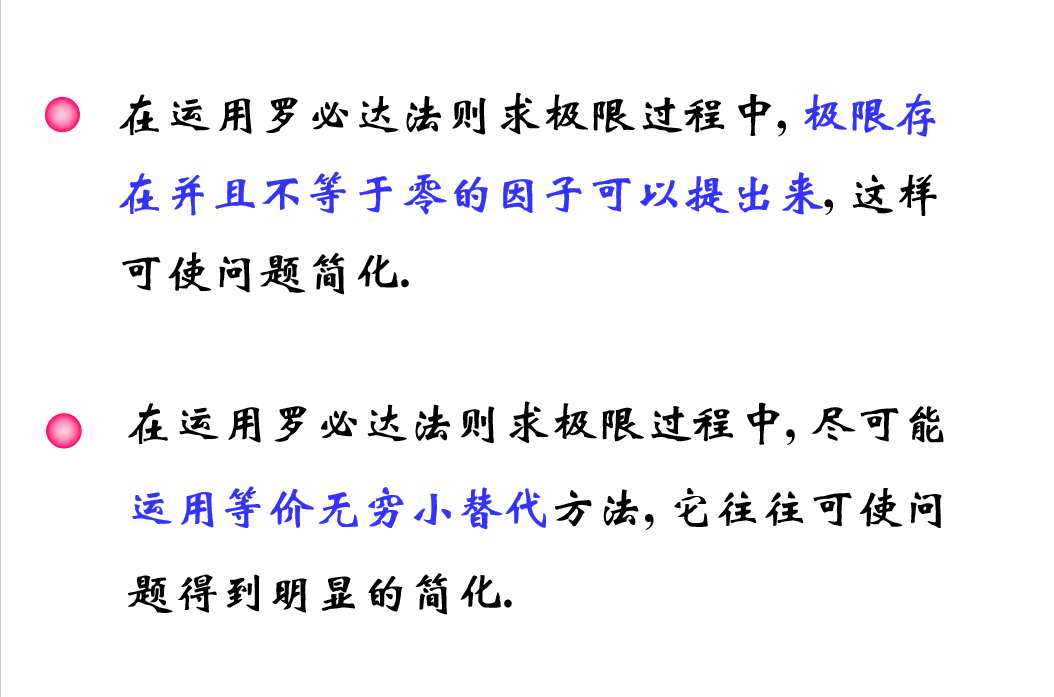 在运用罗必达法则求极限过程中, 极限存
在并且不等于零的因子可以提出来, 这样
可使问题简化.
在运用罗必达法则求极限过程中, 尽可能
运用等价无穷小替代方法, 它往往可使问
题得到明显的简化.